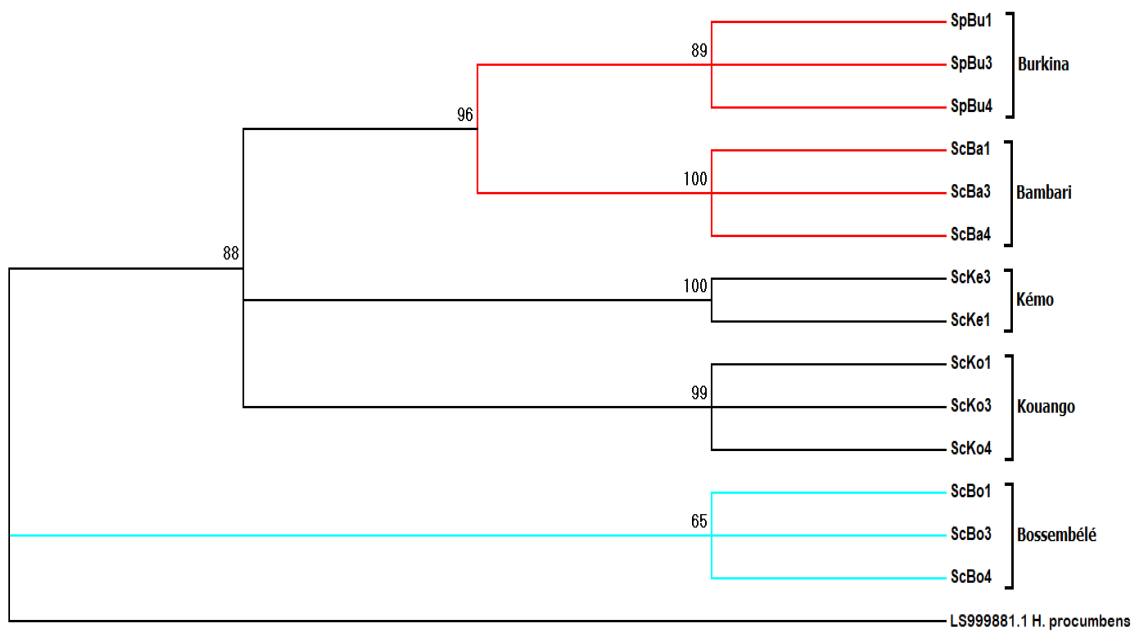 SpBu1
89
SpBu3
Burkina
SpBu4
96
ScBa1
100
ScBa3
Bambari
ScBa4
88
ScKe3
100
Kémo
ScKe1
ScKo1
99
ScKo3
Kouango
ScKo4
ScBo1
65
ScBo3
Bossembélé
ScBo4
LS999881.1 H. procumbens